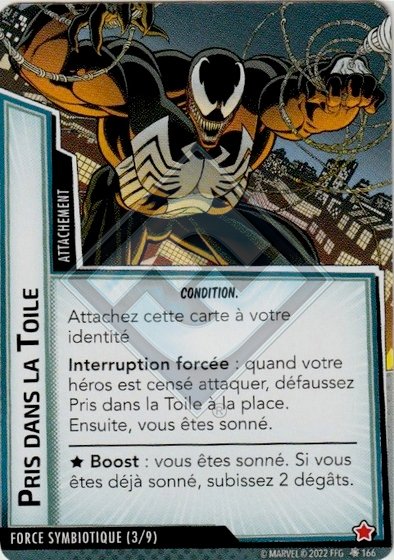 PRIS DANS LA TOILE
ATTACHEMENT
CONDITION.
Attachez cette carte à votre
identité
Interruption forcée : quand votre
héros est censé attaquer, défaussez
Pris dans la Toile à la place.
Ensuite, vous êtes sonné.
★ Boost : vous êtes sonné. Si vous
êtes déjà sonné, subissez 2 dégâts.
FORCE SYMBIOTIQUE (3/9)
© MARVEL © 2022 FFG 166